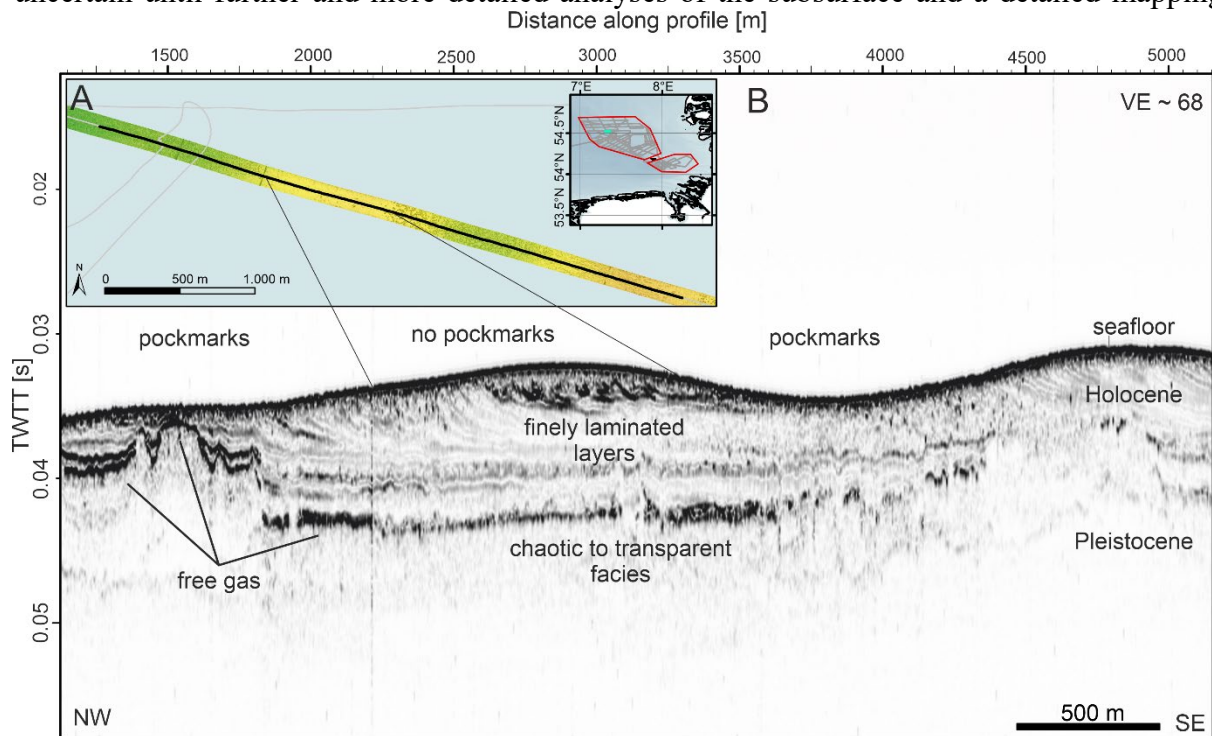 uncertain until further and more detailed analyses of the subsurface and a detailed mapping
Distance along profile [m]
1500 2000 2500 3000 3500 4000 4500 5000
A
B
VE ~ 68
7°E 8°E
54.5°N
54°N
53.5°N
N
0 500 m 1.000 m
TWTT [s]
0.02
0.03
0.04
0.05
pockmarks
no pockmarks
pockmarks
seafloor
Holocene
finely laminated
layers
free gas
chaotic to transparent
facies
Pleistocene
NW
500 m
SE